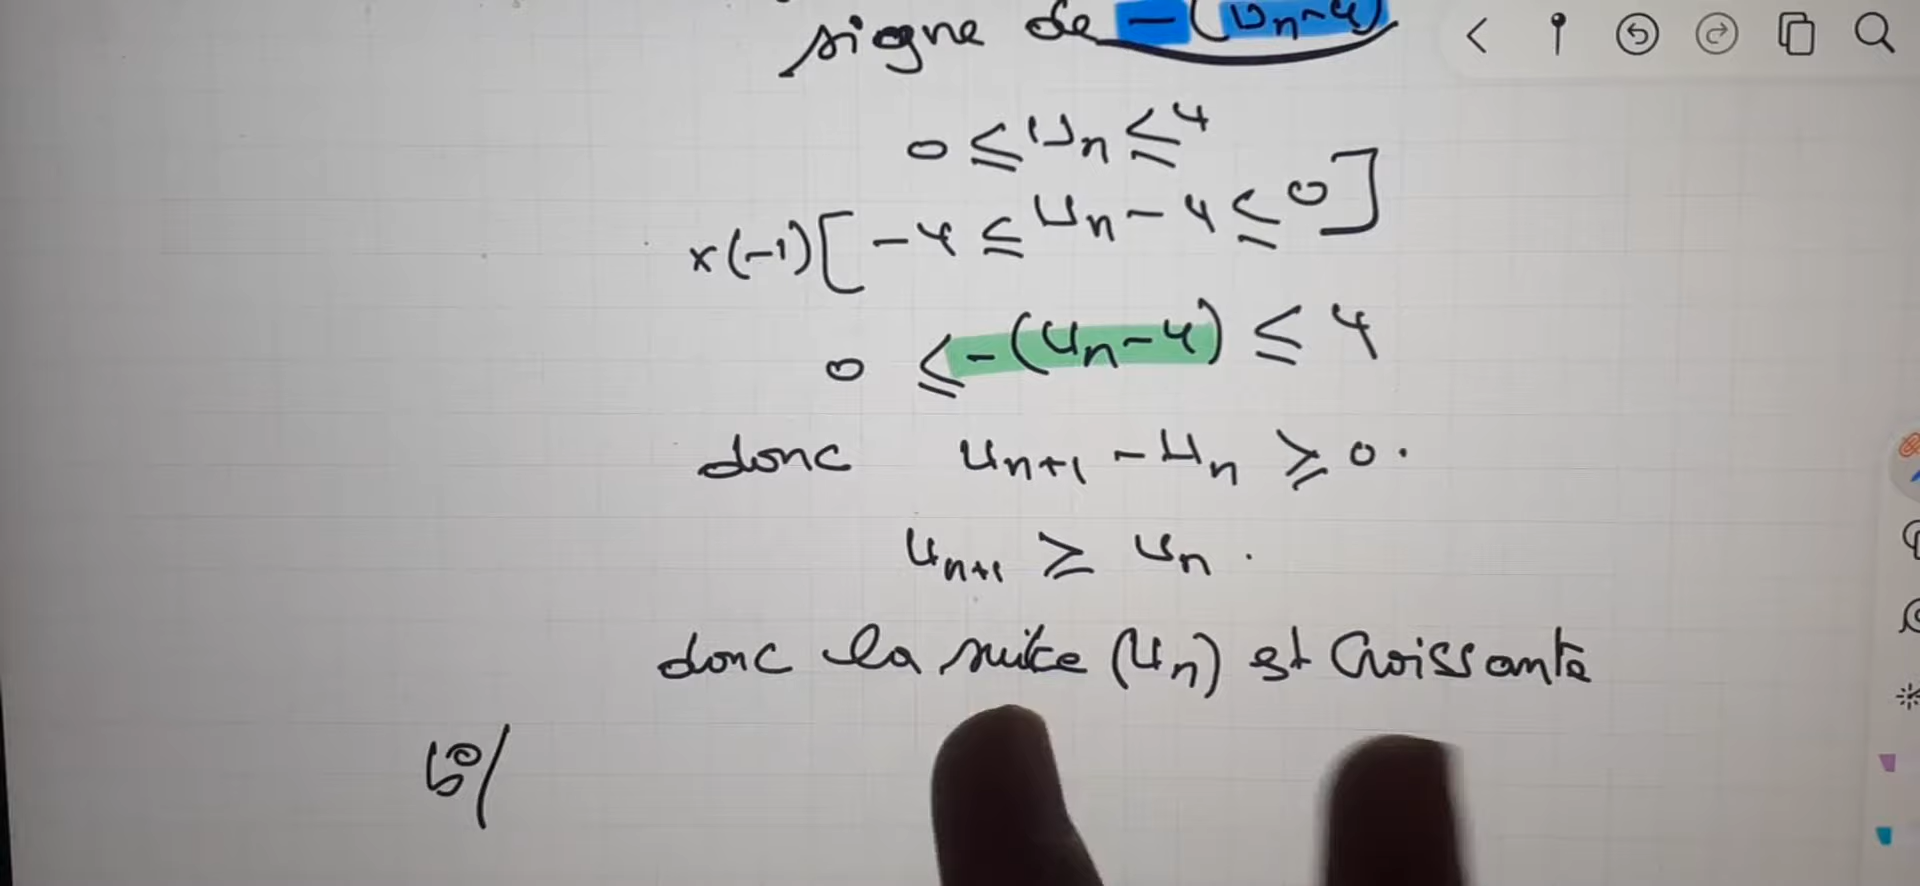 signe de -(Un-4)
0 ≤ Un ≤ 4
x(-1)[-4 ≤ Un - 4 ≤ 0]
0 ≤ -(Un-4) ≤ 4
donc Un+1 - Un ≥ 0.
Un+1 ≥ Un.
donc la suite (Un) est Croissante
b°/